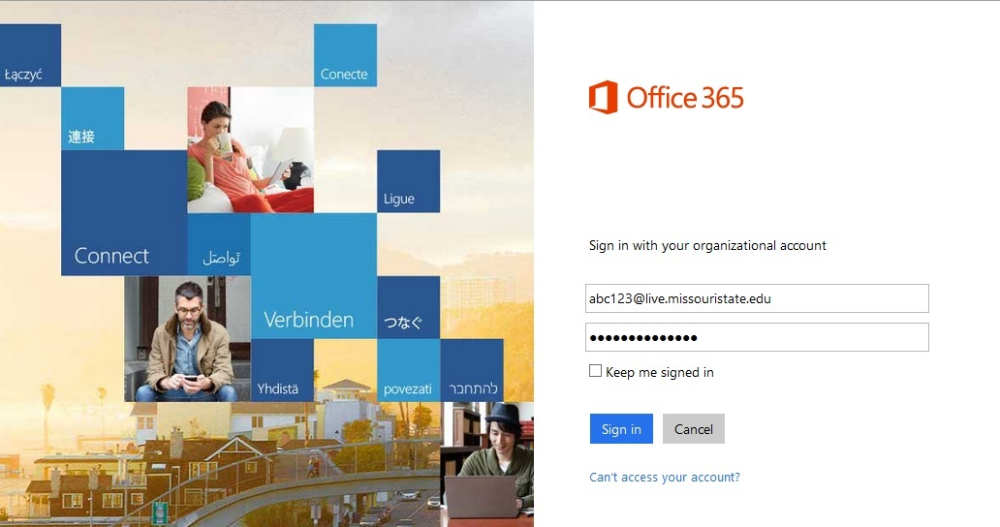 Łączyć
Conecte
連接
Ligue
Connect
تَواصَل
Verbinden
つなぐ
Yhdistä
povezati
להתחבר
Office 365
Sign in with your organizational account
abc123@live.missouristate.edu
●●●●●●●●●●●●●●
Keep me signed in
Sign in
Cancel
Can't access your account?